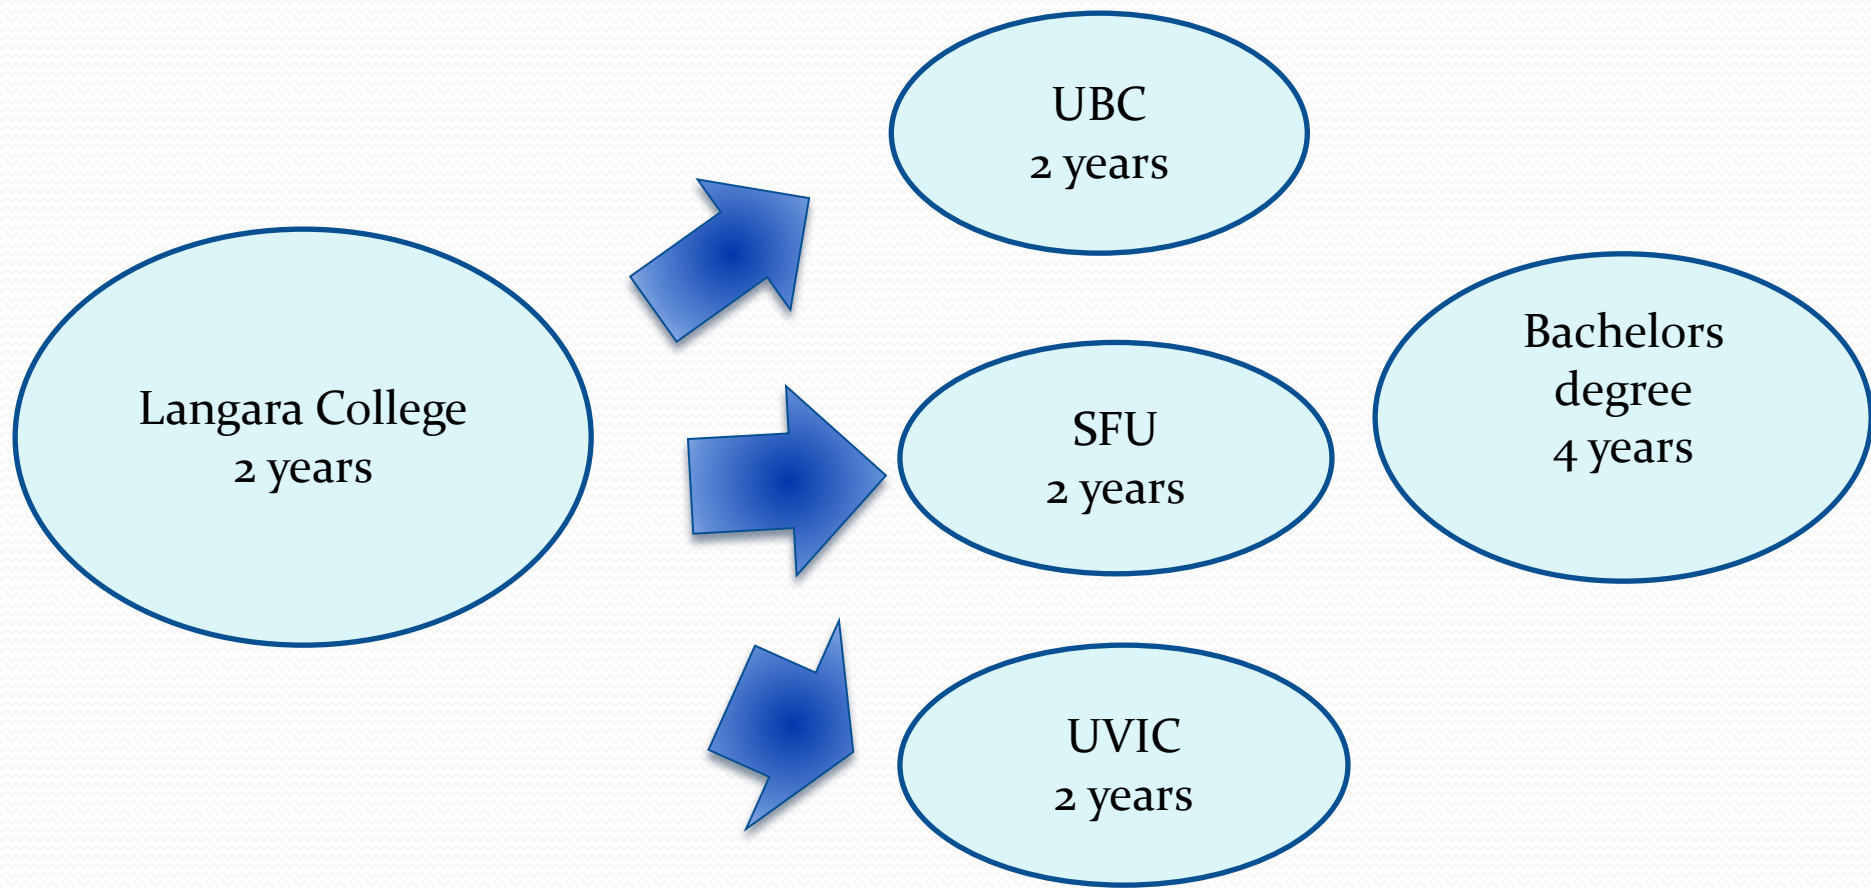 Langara College
2 years
UBC
2 years
SFU
2 years
UVIC
2 years
Bachelors
degree
4 years